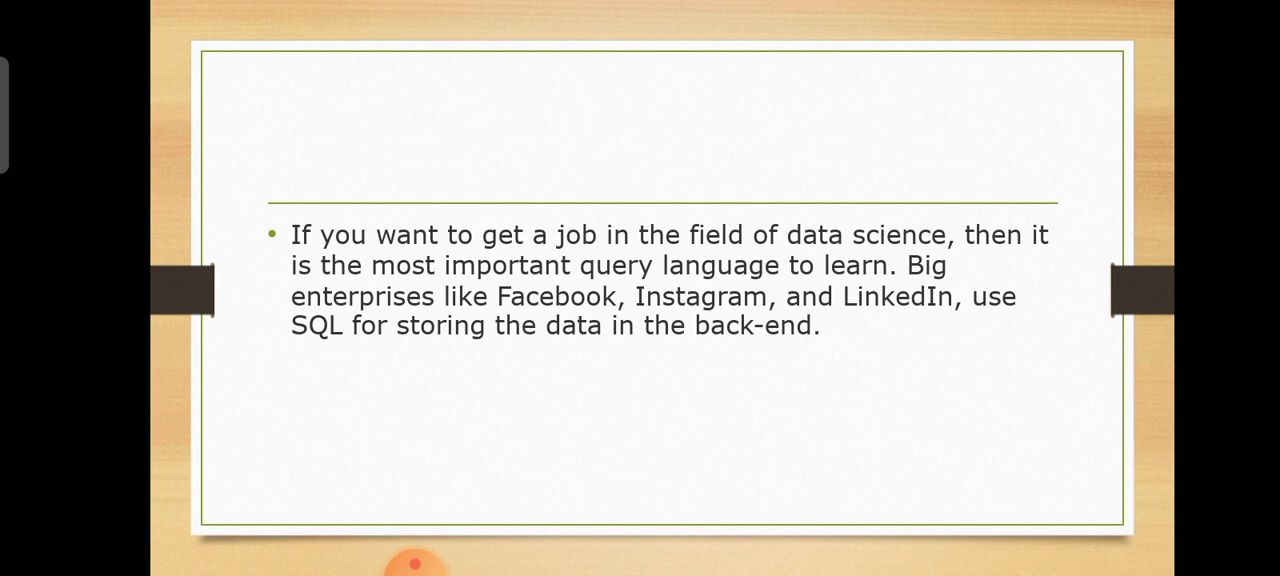 • If you want to get a job in the field of data science, then it
is the most important query language to learn. Big
enterprises like Facebook, Instagram, and LinkedIn, use
SQL for storing the data in the back-end.